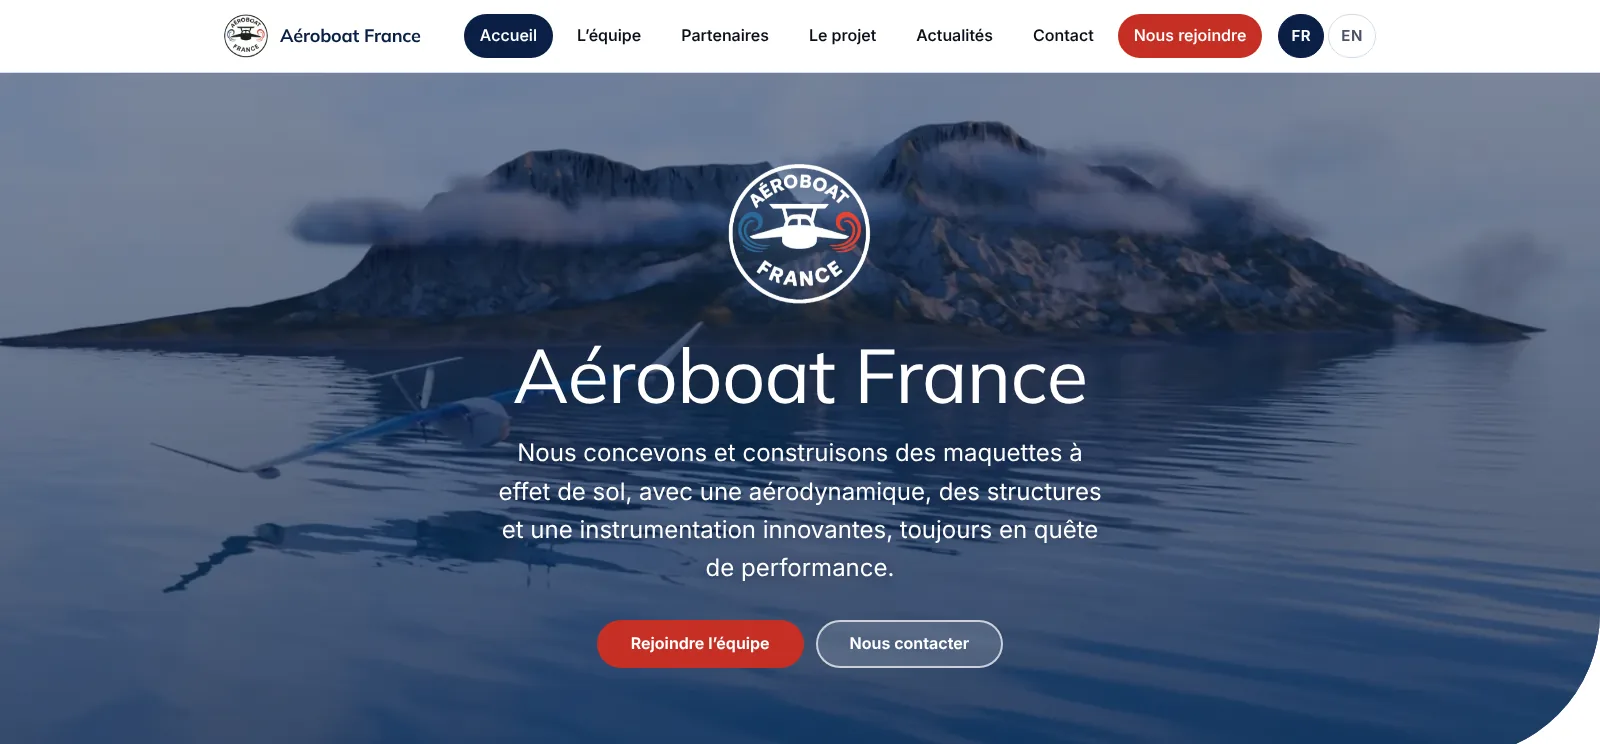 AÉROBOAT
FRANCE
Aéroboat France
Accueil
L’équipe
Partenaires
Le projet
Actualités
Contact
Nous rejoindre
FR
EN
AÉROBOAT
FRANCE
Aéroboat France
Nous concevons et construisons des maquettes à
effet de sol, avec une aérodynamique, des structures
et une instrumentation innovantes, toujours en quête
de performance.
Rejoindre l’équipe
Nous contacter